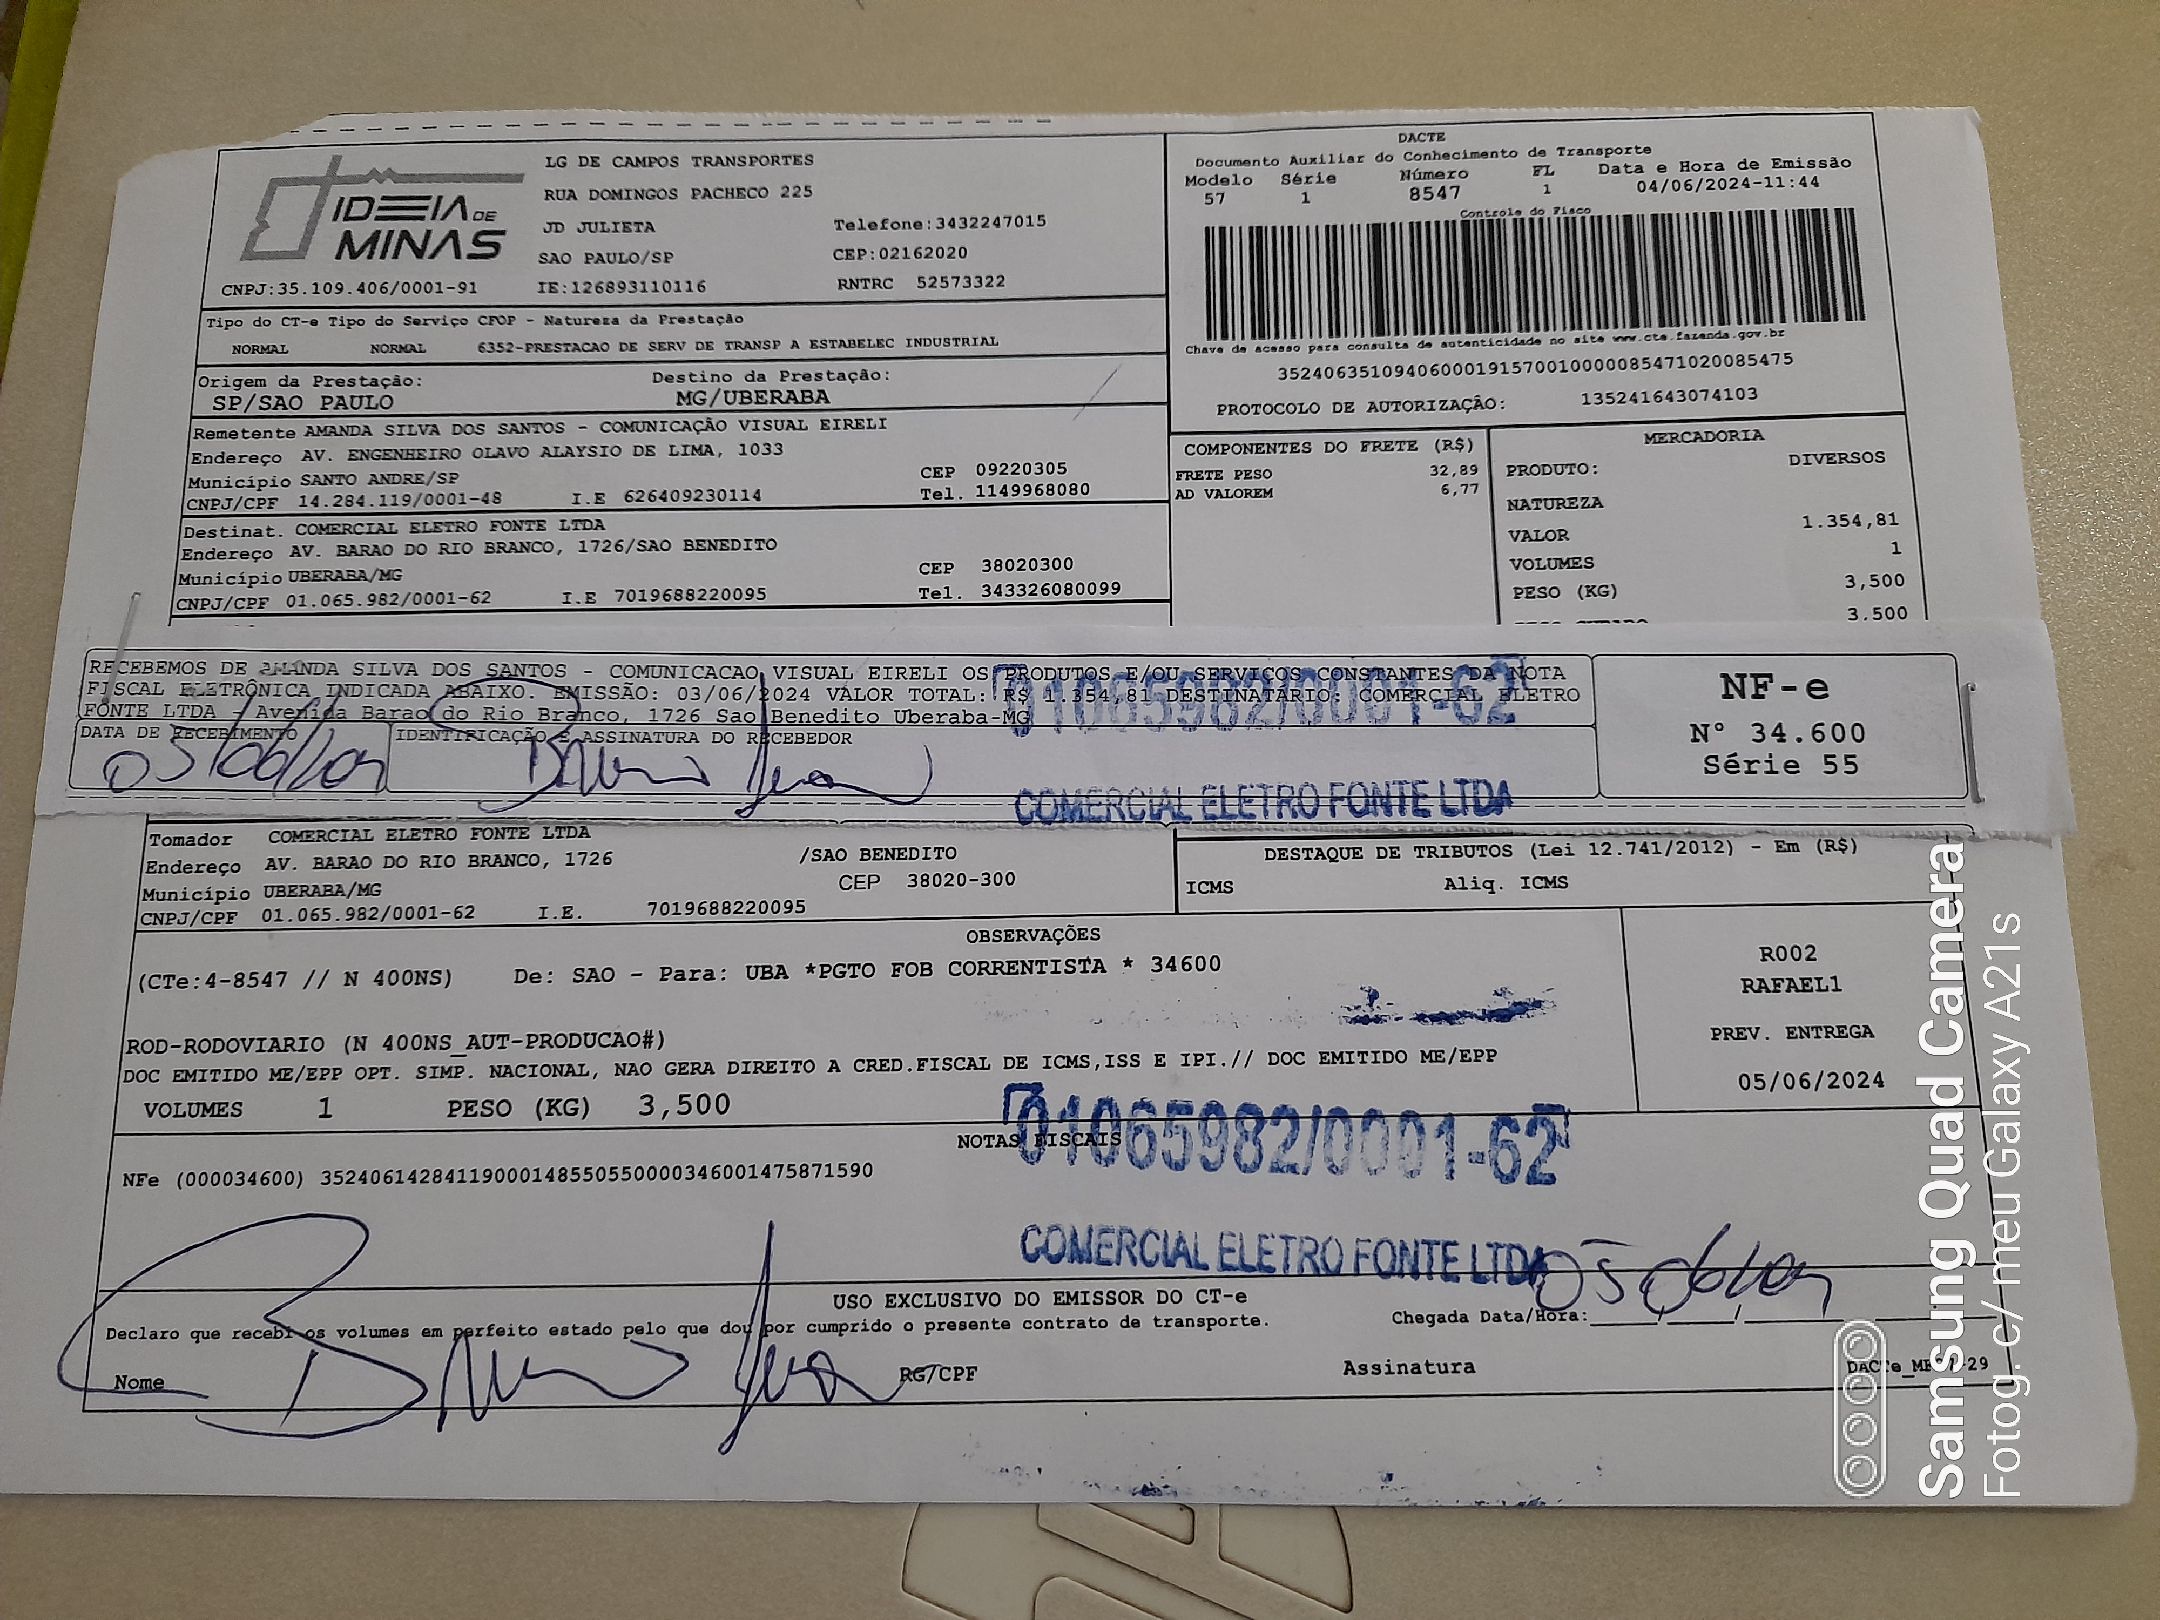 IDEIA DE MINAS
LG DE CAMPOS TRANSPORTES
RUA DOMINGOS PACHECO 225
JD JULIETA Telefone:3432247015
SAO PAULO/SP CEP:02162020
CNPJ:35.109.406/0001-91 IE:126893110116 RNTRC 52573322
DACTE
Documento Auxiliar do Conhecimento de Transporte
Modelo Série Número FL Data e Hora de Emissão
57 1 8547 1 04/06/2024-11:44
Controle do Fisco
Chave de acesso para consulta de autenticidade no site www.cte.fazenda.gov.br
35240635109406000191570010000085471020085475
PROTOCOLO DE AUTORIZAÇÃO: 135241643074103
Tipo do CT-e Tipo do Serviço CFOP - Natureza da Prestação
NORMAL NORMAL 6352-PRESTACAO DE SERV DE TRANSP A ESTABELEC INDUSTRIAL
Origem da Prestação: Destino da Prestação:
SP/SAO PAULO MG/UBERABA
Remetente AMANDA SILVA DOS SANTOS - COMUNICAÇÃO VISUAL EIRELI
Endereço AV. ENGENHEIRO OLAVO ALAYSIO DE LIMA, 1033
Município SANTO ANDRE/SP CEP 09220305
CNPJ/CPF 14.284.119/0001-48 I.E 626409230114 Tel. 1149968080
Destinat. COMERCIAL ELETRO FONTE LTDA
Endereço AV. BARAO DO RIO BRANCO, 1726/SAO BENEDITO
Município UBERABA/MG CEP 38020300
CNPJ/CPF 01.065.982/0001-62 I.E 7019688220095 Tel. 343326080099
COMPONENTES DO FRETE (R$)
FRETE PESO 32,89
AD VALOREM 6,77
MERCADORIA
PRODUTO: DIVERSOS
NATUREZA
VALOR 1.354,81
VOLUMES 1
PESO (KG) 3,500
3,500
RECEBEMOS DE AMANDA SILVA DOS SANTOS - COMUNICACAO VISUAL EIRELI OS PRODUTOS E/OU SERVIÇOS CONSTANTES DA NOTA
FISCAL ELETRÔNICA INDICADA ABAIXO. EMISSÃO: 03/06/2024 VALOR TOTAL: R$ 1.354,81 DESTINATÁRIO: COMERCIAL ELETRO
FONTE LTDA - Avenida Barao do Rio Branco, 1726 Sao Benedito Uberaba-MG
01065982/0001-62
DATA DE RECEBIMENTO IDENTIFICAÇÃO E ASSINATURA DO RECEBEDOR
05/06/24
COMERCIAL ELETRO FONTE LTDA
NF-e
N° 34.600
Série 55
Tomador COMERCIAL ELETRO FONTE LTDA
Endereço AV. BARAO DO RIO BRANCO, 1726 /SAO BENEDITO
Município UBERABA/MG CEP 38020-300
CNPJ/CPF 01.065.982/0001-62 I.E. 7019688220095
DESTAQUE DE TRIBUTOS (Lei 12.741/2012) - Em (R$)
ICMS Aliq. ICMS
OBSERVAÇÕES
(CTe:4-8547 // N 400NS) De: SAO - Para: UBA *PGTO FOB CORRENTISTA * 34600
ROD-RODOVIARIO (N 400NS_AUT-PRODUCAO#)
DOC EMITIDO ME/EPP OPT. SIMP. NACIONAL, NAO GERA DIREITO A CRED.FISCAL DE ICMS,ISS E IPI.// DOC EMITIDO ME/EPP
VOLUMES 1 PESO (KG) 3,500
R002
RAFAEL1
PREV. ENTREGA
05/06/2024
NOTAS FISCAIS
01065982/0001-62
NFe (000034600) 35240614284119000148550550000346001475871590
COMERCIAL ELETRO FONTE LTDA
05/06/24
USO EXCLUSIVO DO EMISSOR DO CT-e
Declaro que recebi os volumes em perfeito estado pelo que dou por cumprido o presente contrato de transporte. Chegada Data/Hora:____/____/____
Nome RG/CPF Assinatura
Samsung Quad Camera
Fotog. c/ meu Galaxy A21s